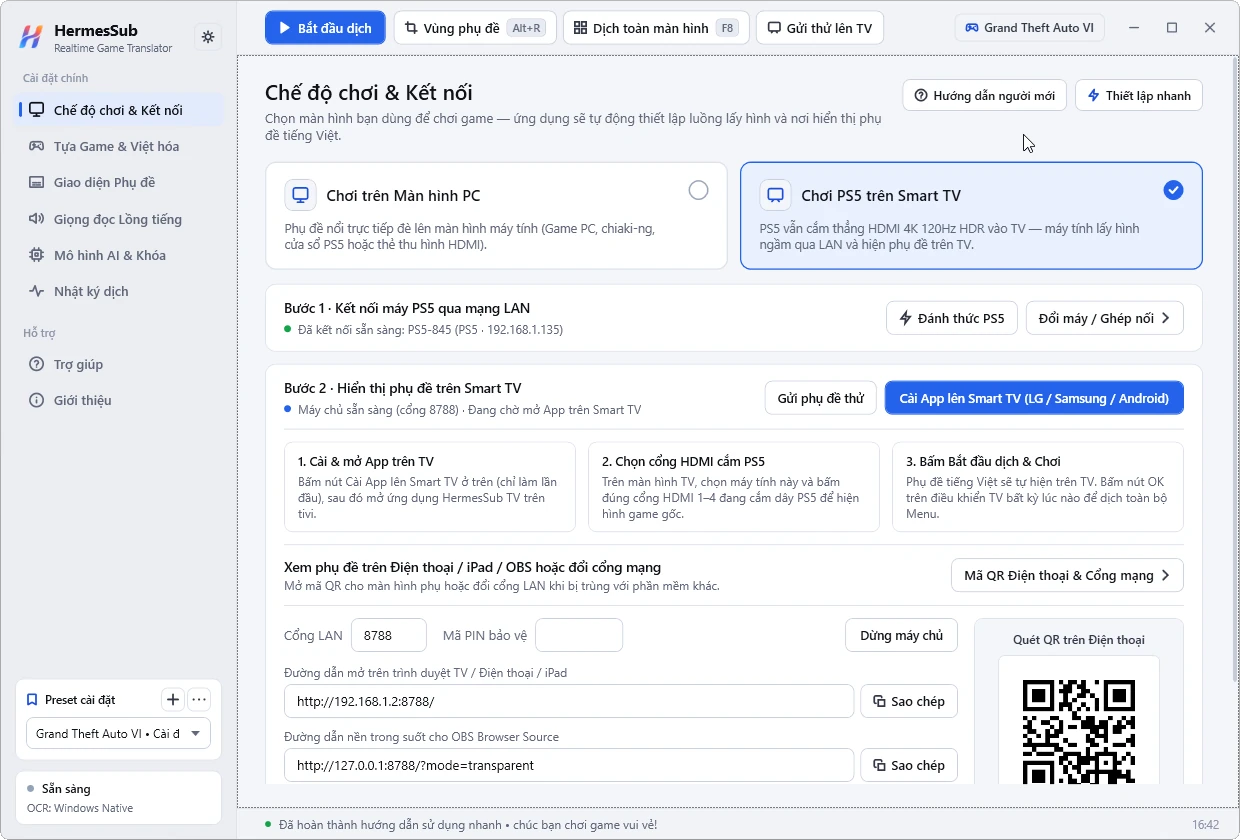 HermesSub
Realtime Game Translator
Bắt đầu dịch
Vùng phụ đề Alt+R
Dịch toàn màn hình F8
Gửi thử lên TV
Grand Theft Auto VI
Cài đặt chính
Chế độ chơi & Kết nối
Tựa Game & Việt hóa
Giao diện Phụ đề
Giọng đọc Lồng tiếng
Mô hình AI & Khóa
Nhật ký dịch
Hỗ trợ
Trợ giúp
Giới thiệu
Preset cài đặt
Grand Theft Auto VI • Cài đ
Sẵn sàng
OCR: Windows Native
Chế độ chơi & Kết nối
Chọn màn hình bạn dùng để chơi game — ứng dụng sẽ tự động thiết lập luồng lấy hình và nơi hiển thị phụ
đề tiếng Việt.
Hướng dẫn người mới
Thiết lập nhanh
Chơi trên Màn hình PC
Phụ đề nổi trực tiếp đè lên màn hình máy tính (Game PC, chiaki-ng,
cửa sổ PS5 hoặc thẻ thu hình HDMI).
Chơi PS5 trên Smart TV
PS5 vẫn cắm thẳng HDMI 4K 120Hz HDR vào TV — máy tính lấy hình
ngầm qua LAN và hiện phụ đề trên TV.
Bước 1 · Kết nối máy PS5 qua mạng LAN
Đã kết nối sẵn sàng: PS5-845 (PS5 · 192.168.1.135)
Đánh thức PS5
Đổi máy / Ghép nối
Bước 2 · Hiển thị phụ đề trên Smart TV
Máy chủ sẵn sàng (cổng 8788) · Đang chờ mở App trên Smart TV
Gửi phụ đề thử
Cài App lên Smart TV (LG / Samsung / Android)
1. Cài & mở App trên TV
Bấm nút Cài App lên Smart TV ở trên (chỉ làm lần
đầu), sau đó mở ứng dụng HermesSub TV trên
tivi.
2. Chọn cổng HDMI cắm PS5
Trên màn hình TV, chọn máy tính này và bấm
đúng cổng HDMI 1–4 đang cắm dây PS5 để hiện
hình game gốc.
3. Bấm Bắt đầu dịch & Chơi
Phụ đề tiếng Việt sẽ tự hiện trên TV. Bấm nút OK
trên điều khiển TV bất kỳ lúc nào để dịch toàn bộ
Menu.
Xem phụ đề trên Điện thoại / iPad / OBS hoặc đổi cổng mạng
Mở mã QR cho màn hình phụ hoặc đổi cổng LAN khi bị trùng với phần mềm khác.
Mã QR Điện thoại & Cổng mạng
Cổng LAN 8788 Mã PIN bảo vệ
Dừng máy chủ
Quét QR trên Điện thoại
Đường dẫn mở trên trình duyệt TV / Điện thoại / iPad
http://192.168.1.2:8788/
Sao chép
Đường dẫn nền trong suốt cho OBS Browser Source
http://127.0.0.1:8788/?mode=transparent
Sao chép
Đã hoàn thành hướng dẫn sử dụng nhanh • chúc bạn chơi game vui vẻ!
16:42